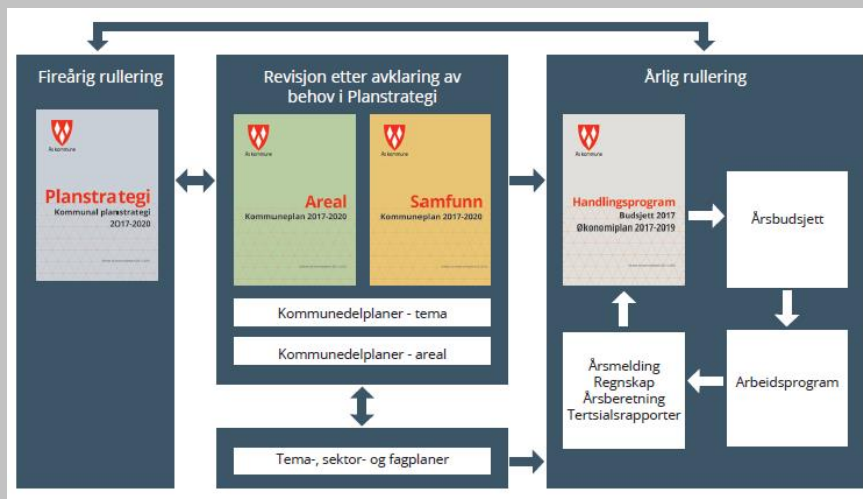 Fireårig rullering
Ås kommune
Planstrategi
Kommunal planstrategi
2017-2020
Revisjon etter avklaring av
behov i Planstrategi
Ås kommune
Areal
Kommuneplan 2017-2020
Ås kommune
Samfunn
Kommuneplan 2017-2020
Kommunedelplaner - tema
Kommunedelplaner - areal
Tema-, sektor- og fagplaner
Årlig rullering
Ås kommune
Handlingsprogram
Budsjett 2017
Økonomiplan 2017-2019
Årsbudsjett
Arbeidsprogram
Årsmelding
Regnskap
Årsberetning
Tertsialsrapporter